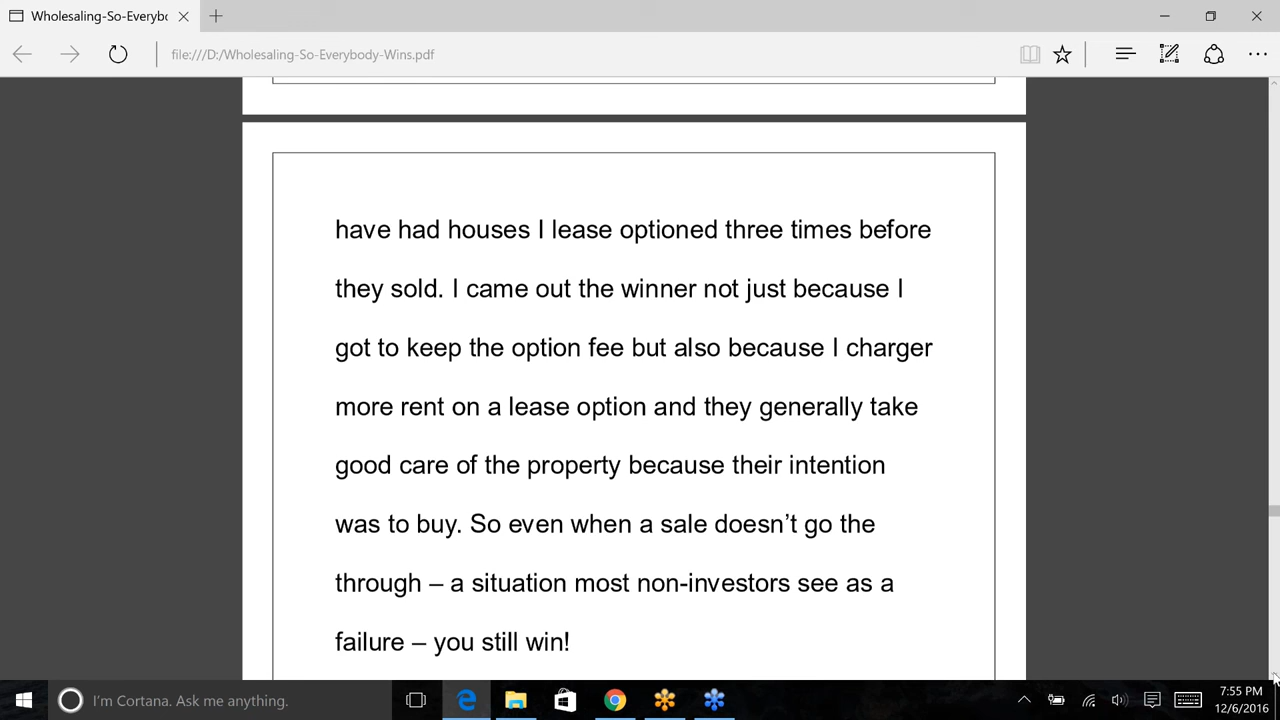 Wholesaling-So-Everybo
file:///D:/Wholesaling-So-Everybody-Wins.pdf
have had houses I lease optioned three times before
they sold. I came out the winner not just because I
got to keep the option fee but also because I charger
more rent on a lease option and they generally take
good care of the property because their intention
was to buy. So even when a sale doesn’t go the
through – a situation most non-investors see as a
failure – you still win!
I'm Cortana. Ask me anything.
7:55 PM
12/6/2016